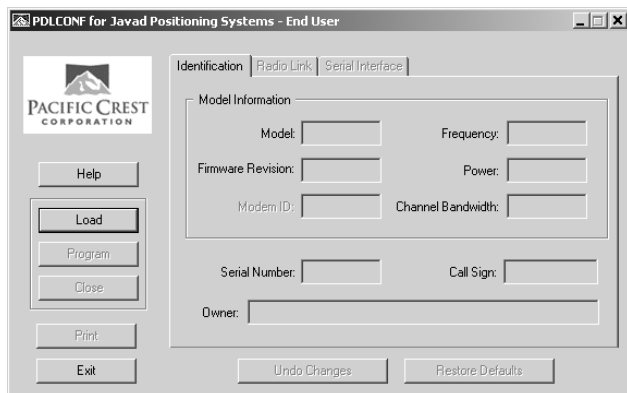 PDLCONF for Javad Positioning Systems - End User
PACIFIC CREST
CORPORATION
Help
Load
Program
Close
Print
Exit
Identification Radio Link Serial Interface
Model Information
Model: Frequency:
Firmware Revision: Power:
Modem ID: Channel Bandwidth:
Serial Number: Call Sign:
Owner:
Undo Changes Restore Defaults